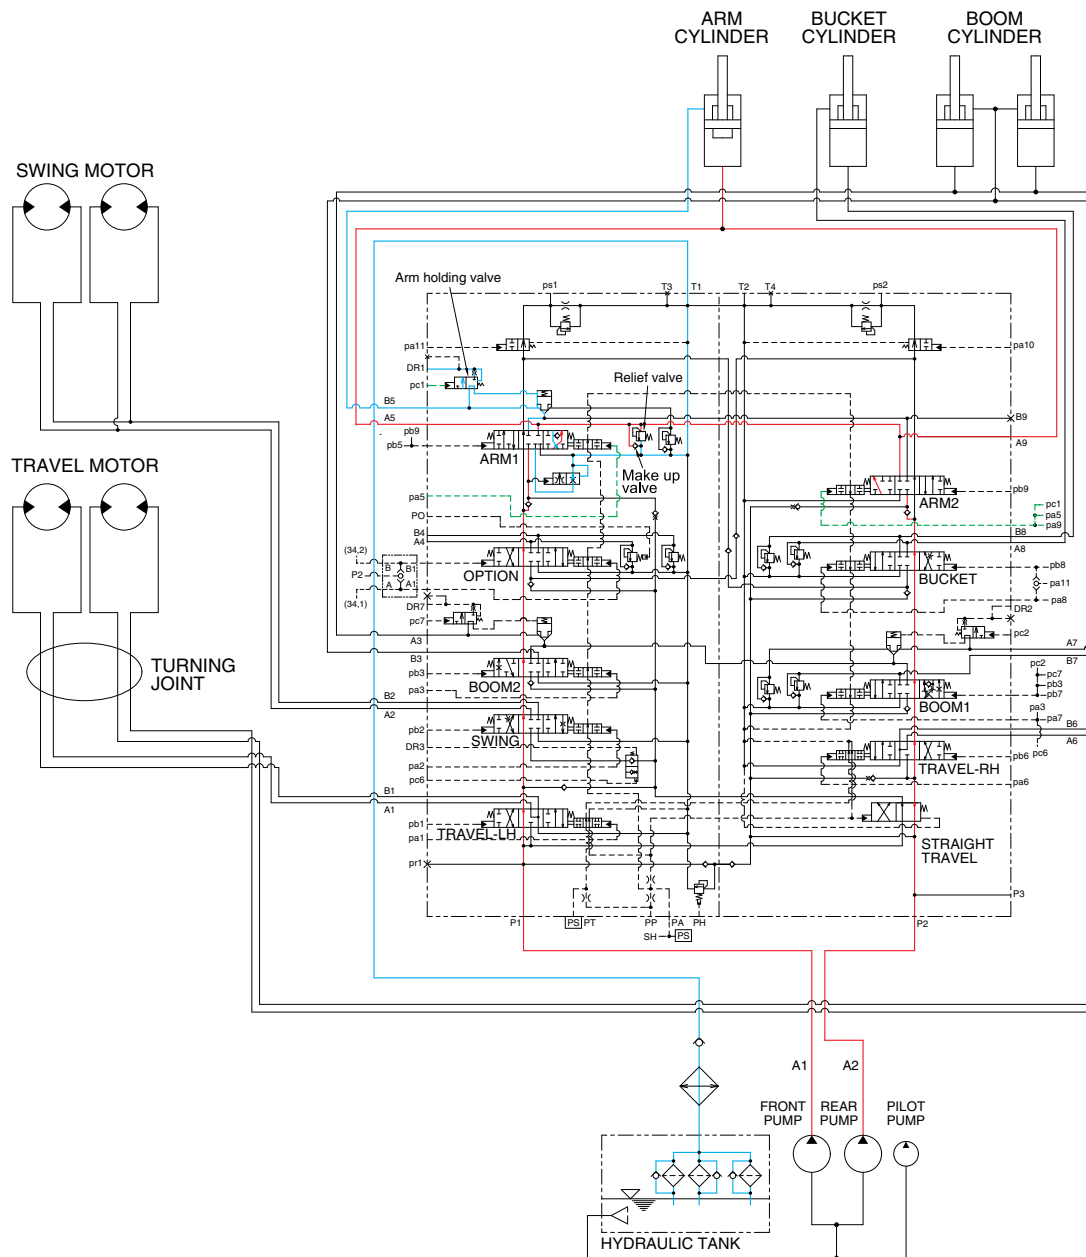 ARM
CYLINDER
BUCKET
CYLINDER
BOOM
CYLINDER
SWING MOTOR
TRAVEL MOTOR
TURNING
JOINT
Arm holding valve
ps1
T3
T1
T2
T4
ps2
pa11
pa10
DR1
pc1
Relief valve
B5
A5
B9
A9
pb9
pb5
ARM1
Make up
valve
ARM2
pb9
pa5
PO
pc1
pa5
pa9
B4
A4
B8
A8
(34,2)
P2
(34,1)
B
B1
A
A1
OPTION
BUCKET
pb8
pa11
pa8
DR7
pc7
DR2
pc2
A3
B3
A7
B7
pb3
pa3
BOOM2
BOOM1
pc2
pc7
pb3
pb7
B2
A2
pa3
pa7
pb2
SWING
B6
A6
DR3
pa2
pc6
TRAVEL-RH
pb6
pc6
pa6
B1
A1
pb1
TRAVEL-LH
pa1
STRAIGHT
TRAVEL
pr1
P3
P1
PS
PT
PP
PA
PH
P2
SH
PS
A1
A2
FRONT
PUMP
REAR
PUMP
PILOT
PUMP
HYDRAULIC TANK